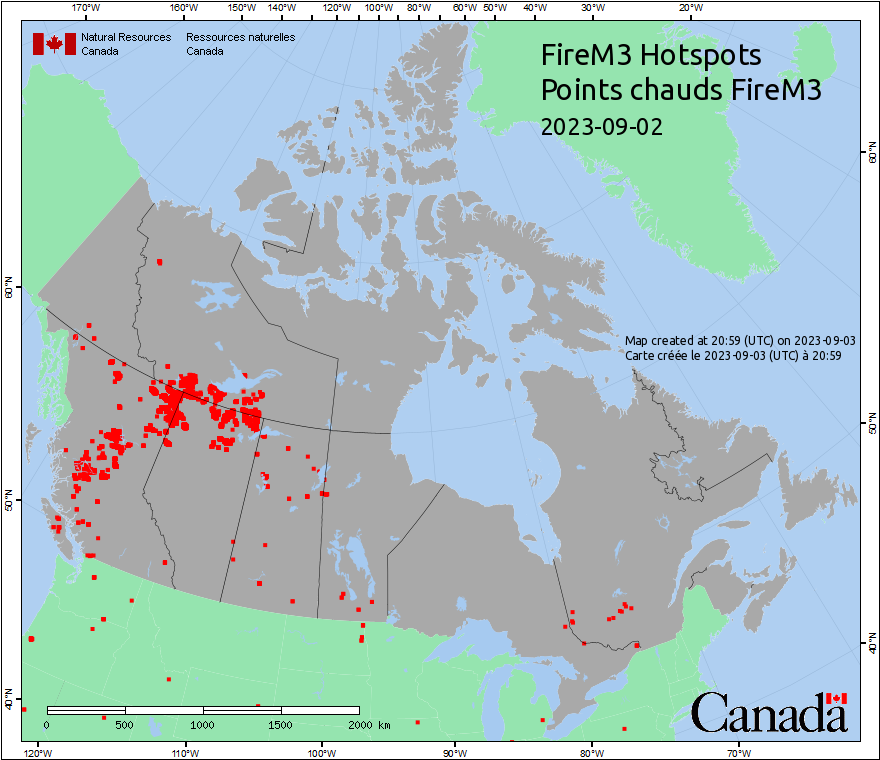 170°W 160°W 150°W 140°W 120°W 100°W 80°W 60°W 50°W 40°W 30°W 20°W
Natural Resources Ressources naturelles
Canada Canada
FireM3 Hotspots
Points chauds FireM3
2023-09-02
60°N 60°N
Map created at 20:59 (UTC) on 2023-09-03
Carte créée le 2023-09-03 (UTC) à 20:59
50°N 50°N
40°N 40°N
Canada
0 500 1000 1500 2000 km
120°W 110°W 100°W 90°W 80°W 70°W